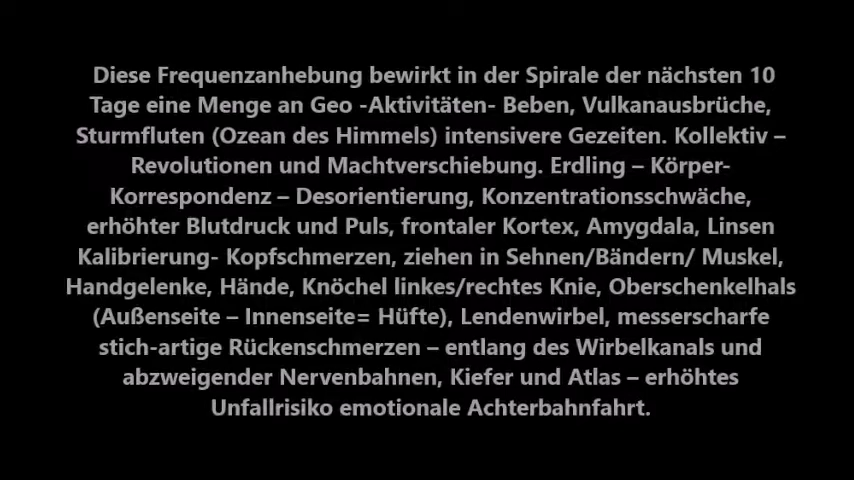 Diese Frequenzanhebung bewirkt in der Spirale der nächsten 10
Tage eine Menge an Geo -Aktivitäten- Beben, Vulkanausbrüche,
Sturmfluten (Ozean des Himmels) intensivere Gezeiten. Kollektiv –
Revolutionen und Machtverschiebung. Erdling – Körper-
Korrespondenz – Desorientierung, Konzentrationsschwäche,
erhöhter Blutdruck und Puls, frontaler Kortex, Amygdala, Linsen
Kalibrierung- Kopfschmerzen, ziehen in Sehnen/Bändern/ Muskel,
Handgelenke, Hände, Knöchel linkes/rechtes Knie, Oberschenkelhals
(Außenseite – Innenseite= Hüfte), Lendenwirbel, messerscharfe
stich-artige Rückenschmerzen – entlang des Wirbelkanals und
abzweigender Nervenbahnen, Kiefer und Atlas – erhöhtes
Unfallrisiko emotionale Achterbahnfahrt.